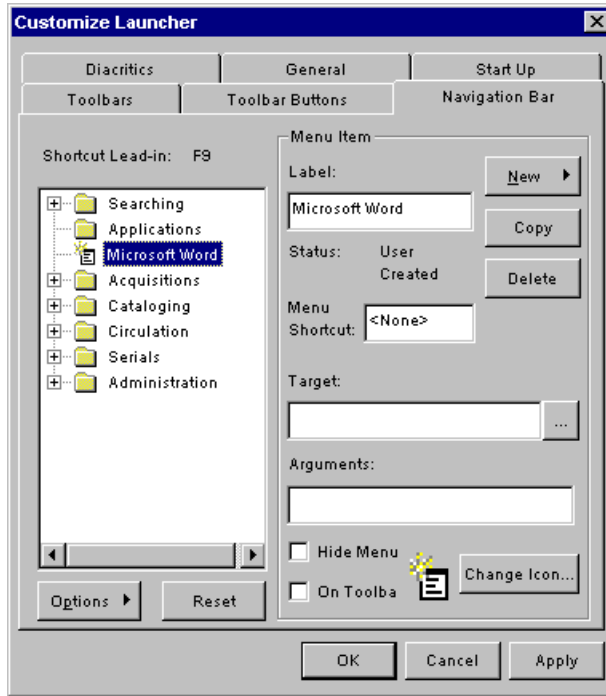 Customize Launcher
Diacritics
General
Start Up
Toolbars
Toolbar Buttons
Navigation Bar
Shortcut Lead-in: F9
Searching
Applications
Microsoft Word
Acquisitions
Cataloging
Circulation
Serials
Administration
Options
Reset
Menu Item
Label:
Microsoft Word
New
Copy
Delete
Status: User
Created
Menu
Shortcut:
<None>
Target:
...
Arguments:
Hide Menu
On Toolba
Change Icon...
OK
Cancel
Apply